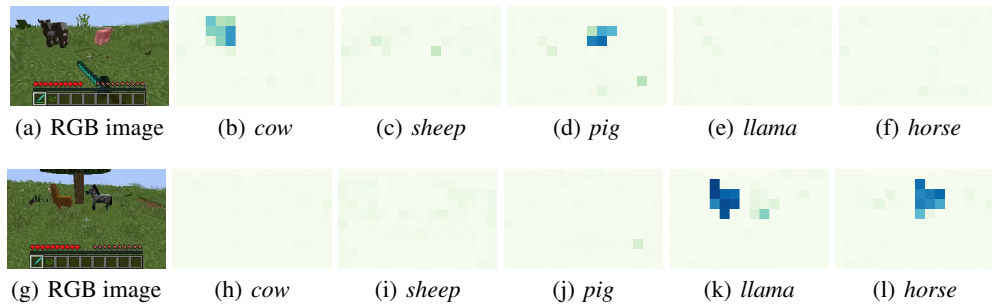 (a) RGB image (b) cow (c) sheep (d) pig (e) llama (f) horse
(g) RGB image (h) cow (i) sheep (j) pig (k) llama (l) horse